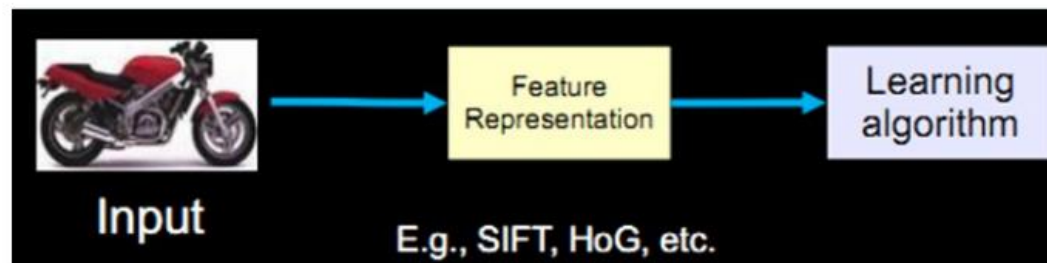 Feature
Representation
Learning
algorithm
Input
E.g., SIFT, HoG, etc.